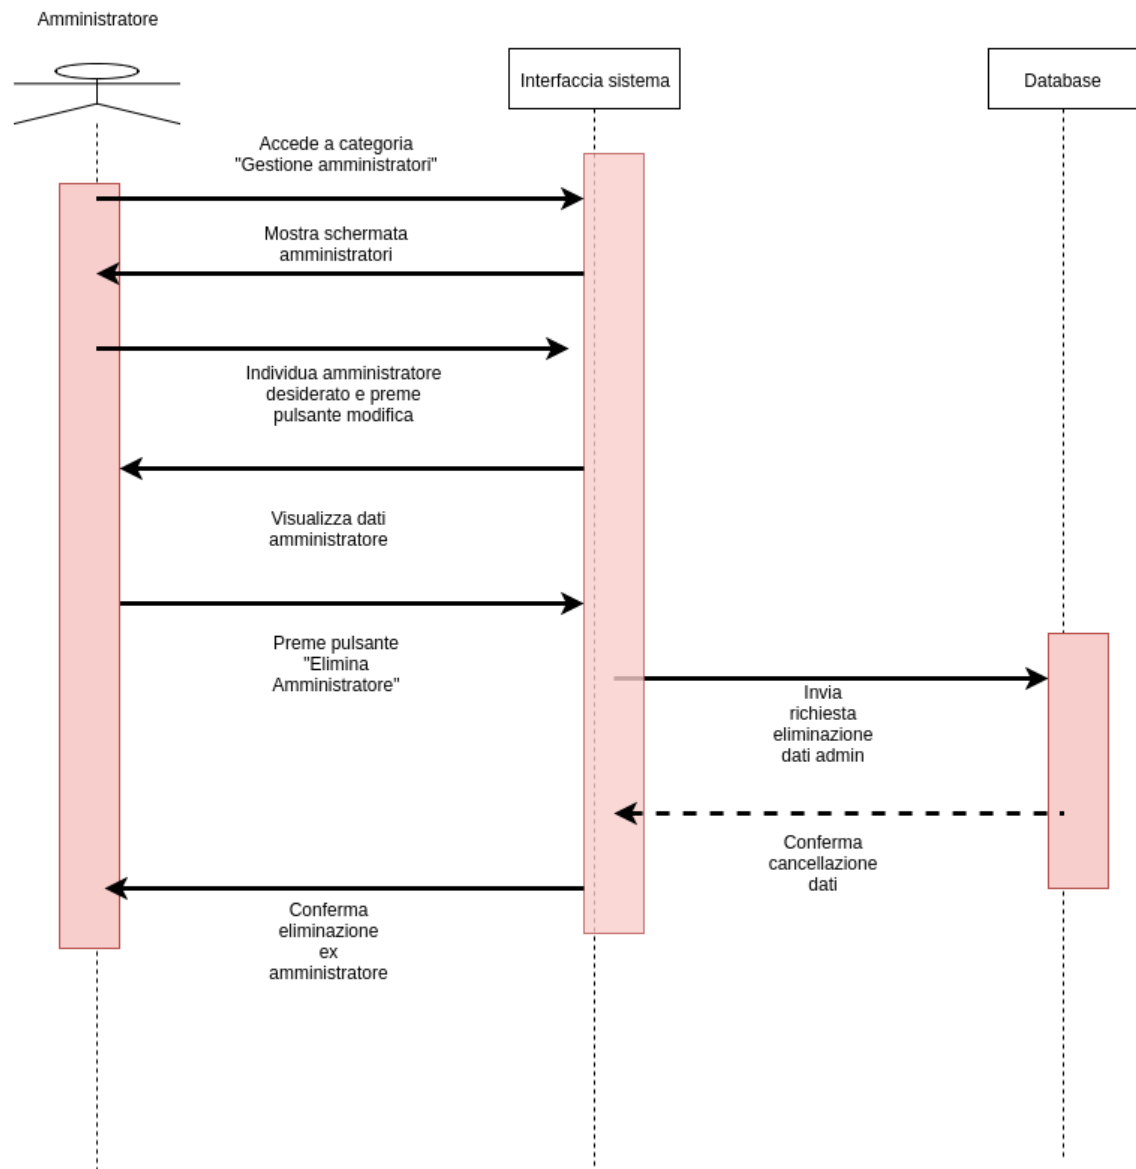 Amministratore
Interfaccia sistema
Database
Accede a categoria
"Gestione amministratori"
Mostra schermata
amministratori
Individua amministratore
desiderato e preme
pulsante modifica
Visualizza dati
amministratore
Preme pulsante
"Elimina
Amministratore"
Invia
richiesta
eliminazione
dati admin
Conferma
cancellazione
dati
Conferma
eliminazione
ex
amministratore